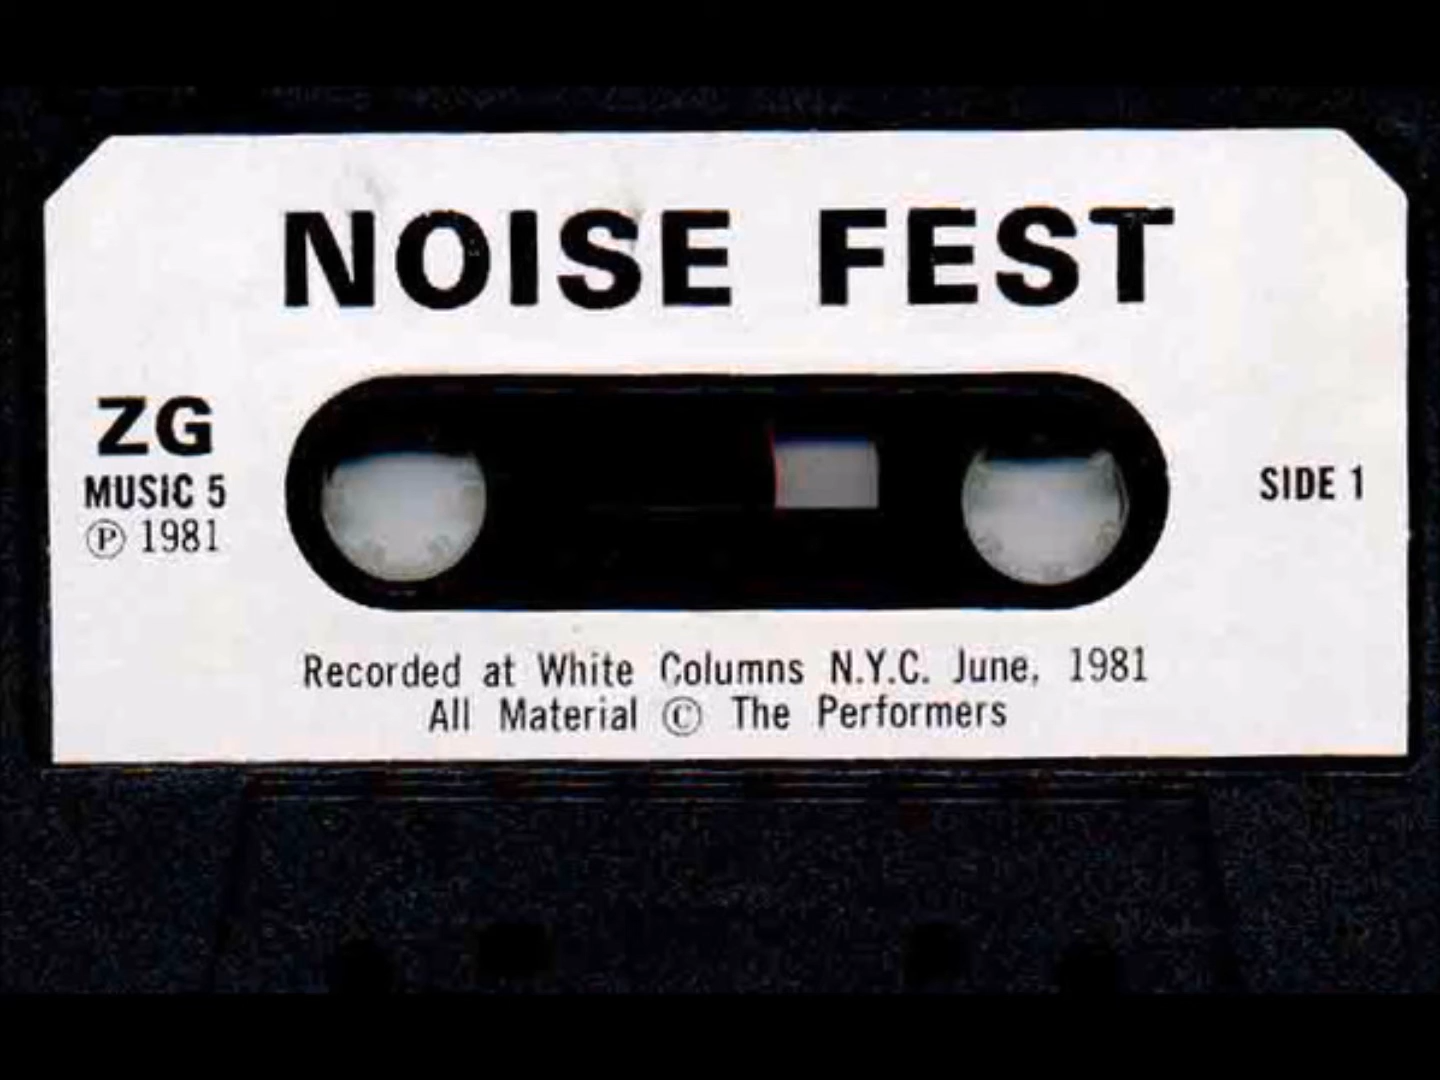 NOISE FEST
ZG
MUSIC 5
Ⓟ 1981
SIDE 1
Recorded at White Columns N.Y.C. June, 1981
All Material © The Performers